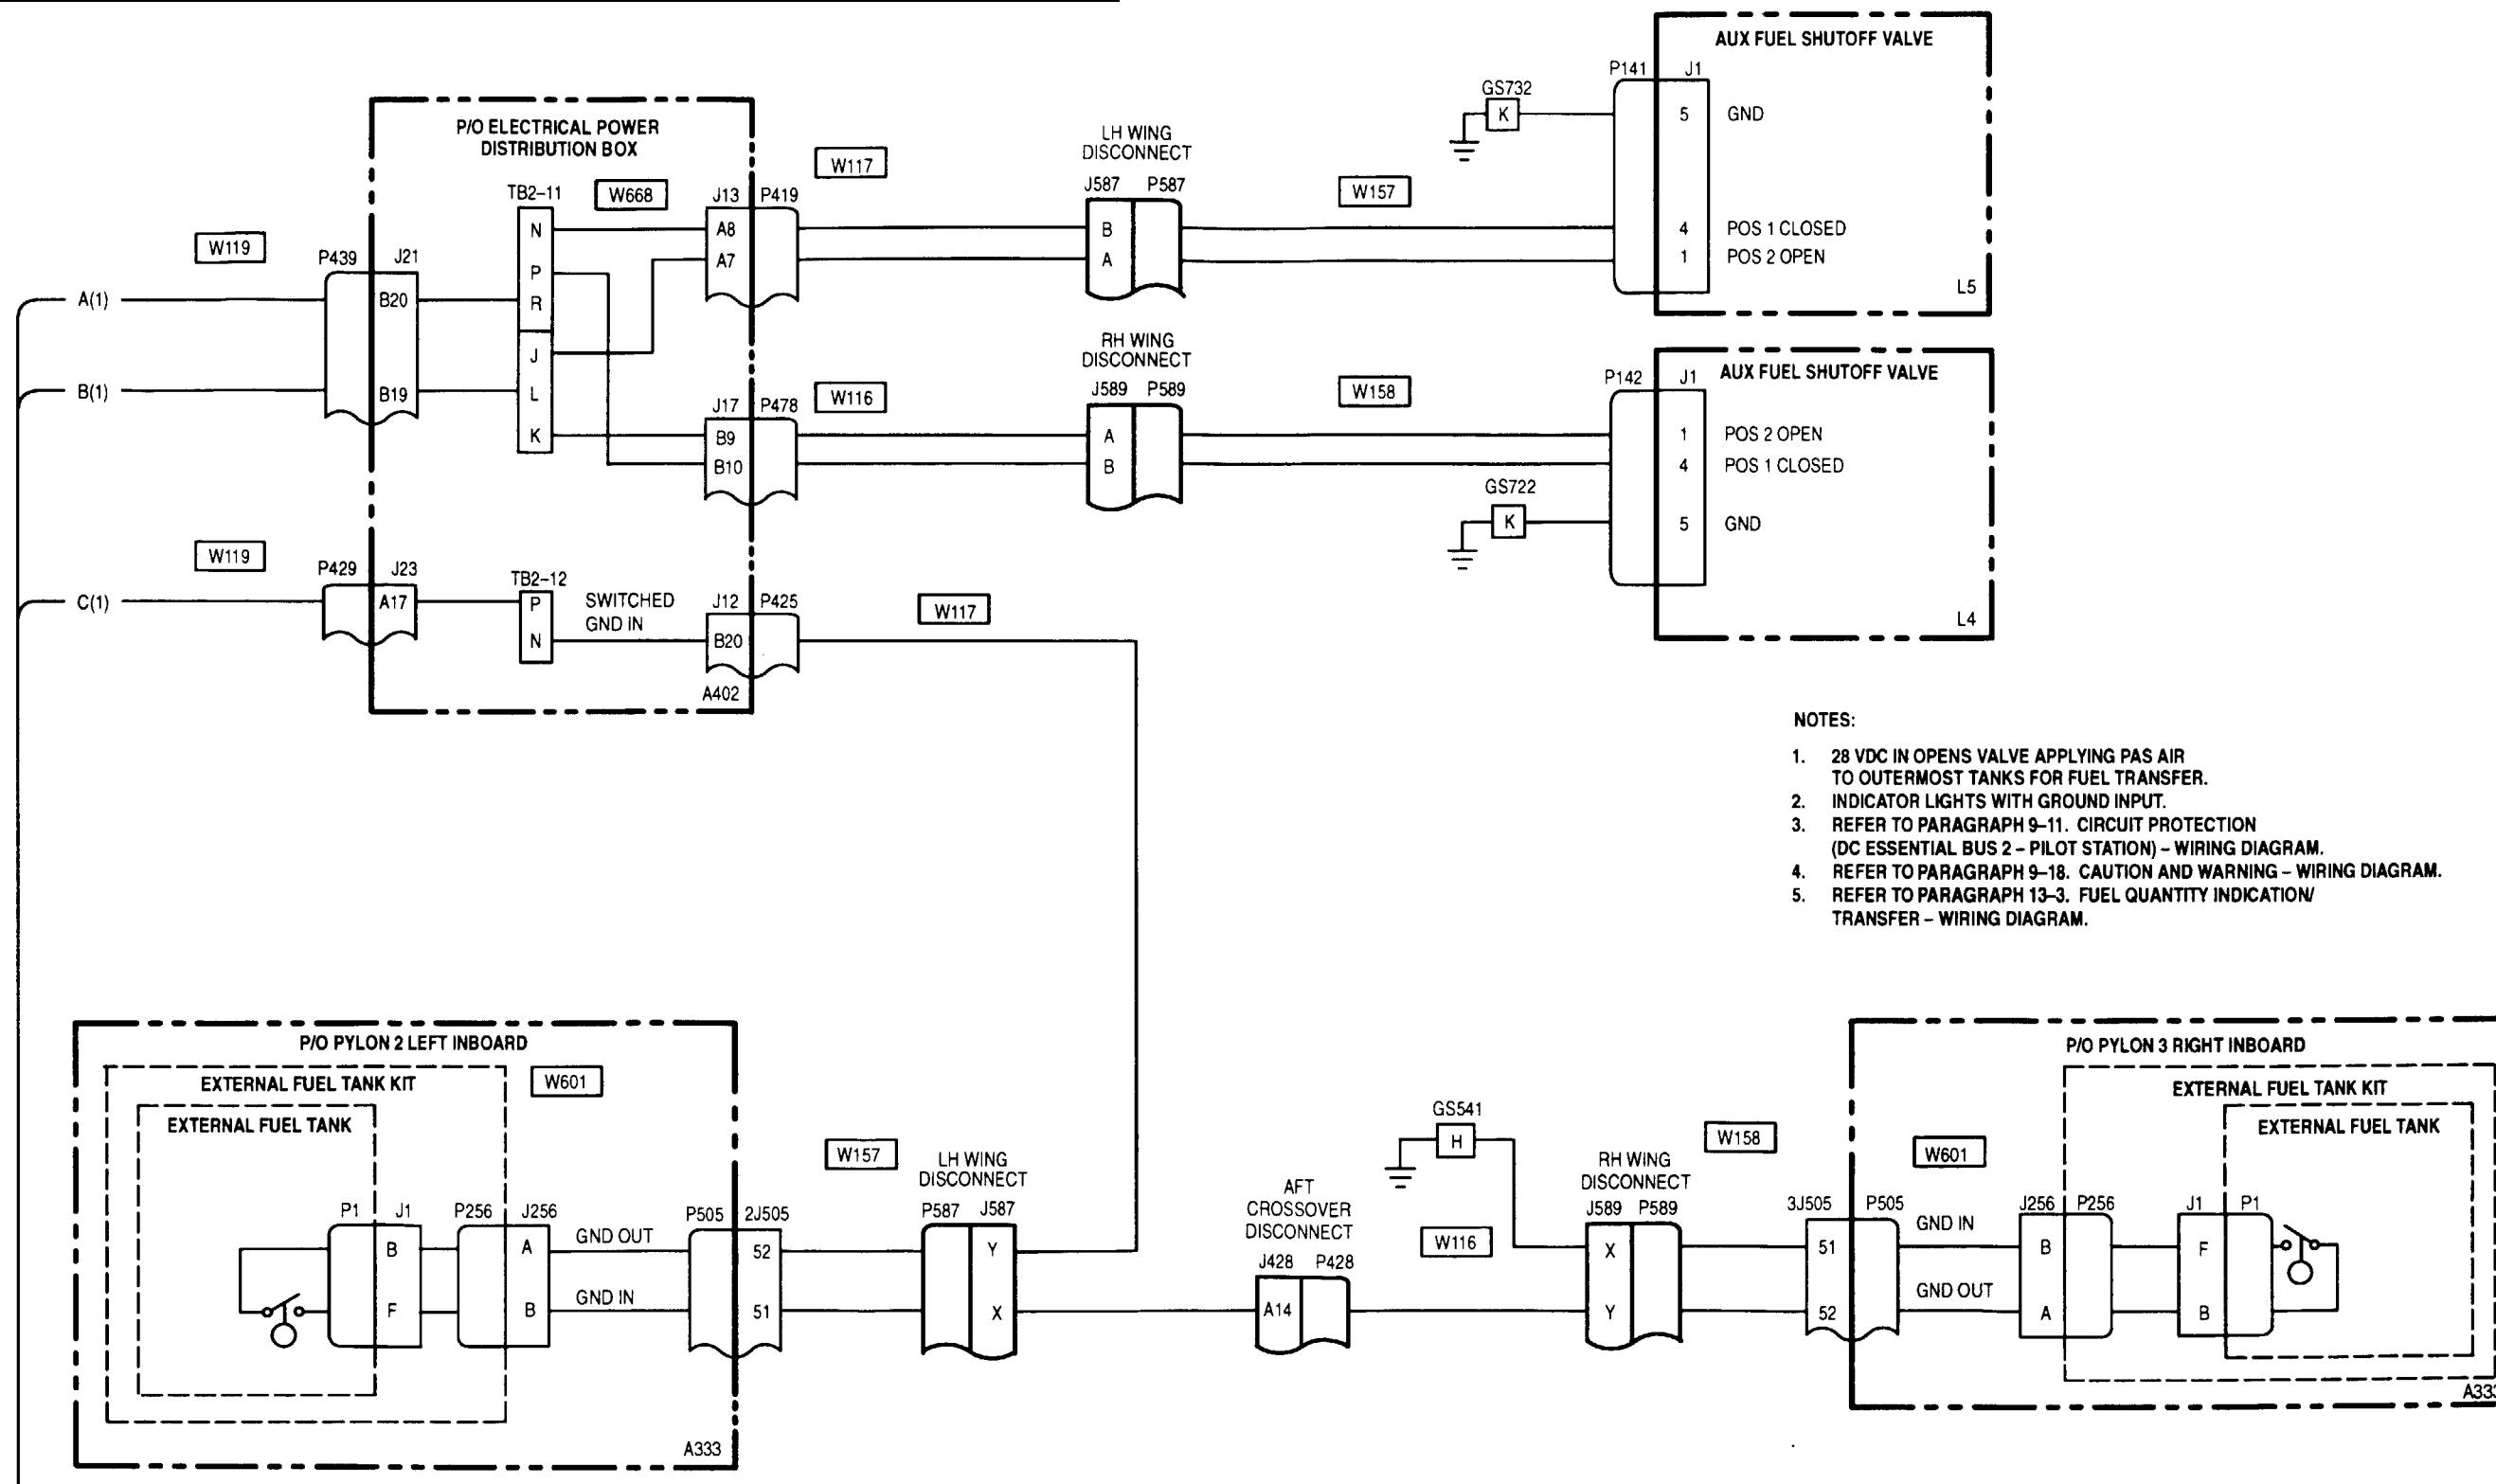 AUX FUEL SHUTOFF VALVE
P141 J1
GS732
K
5 GND
4 POS 1 CLOSED
1 POS 2 OPEN
L5
P/O ELECTRICAL POWER
DISTRIBUTION BOX
W117
LH WING
DISCONNECT
J587 P587
B
A
W157
TB2-11
W668
J13 P419
N
A8
A7
W119
P439 J21
P
R
A(1)
B20
J
B(1)
B19
L
K
J17 P478
W116
B9
B10
RH WING
DISCONNECT
J589 P589
A
B
W158
AUX FUEL SHUTOFF VALVE
P142 J1
1 POS 2 OPEN
4 POS 1 CLOSED
GS722
K
5 GND
L4
W119
P429 J23
TB2-12
C(1)
A17
P
N
SWITCHED
GND IN
J12 P425
B20
W117
A402
NOTES:
1. 28 VDC IN OPENS VALVE APPLYING PAS AIR
TO OUTERMOST TANKS FOR FUEL TRANSFER.
2. INDICATOR LIGHTS WITH GROUND INPUT.
3. REFER TO PARAGRAPH 9-11. CIRCUIT PROTECTION
(DC ESSENTIAL BUS 2 - PILOT STATION) - WIRING DIAGRAM.
4. REFER TO PARAGRAPH 9-18. CAUTION AND WARNING - WIRING DIAGRAM.
5. REFER TO PARAGRAPH 13-3. FUEL QUANTITY INDICATION/
TRANSFER - WIRING DIAGRAM.
P/O PYLON 2 LEFT INBOARD
EXTERNAL FUEL TANK KIT
W601
EXTERNAL FUEL TANK
P1 J1
P256 J256
B
F
A
B
GND OUT
GND IN
P505 2J505
52
51
A333
W157
LH WING
DISCONNECT
P587 J587
Y
X
AFT
CROSSOVER
DISCONNECT
J428 P428
A14
GS541
H
W116
RH WING
DISCONNECT
J589 P589
X
Y
W158
P/O PYLON 3 RIGHT INBOARD
EXTERNAL FUEL TANK KIT
EXTERNAL FUEL TANK
W601
3J505 P505
51
52
GND IN
GND OUT
J256 P256
B
A
J1 P1
F
B
A333